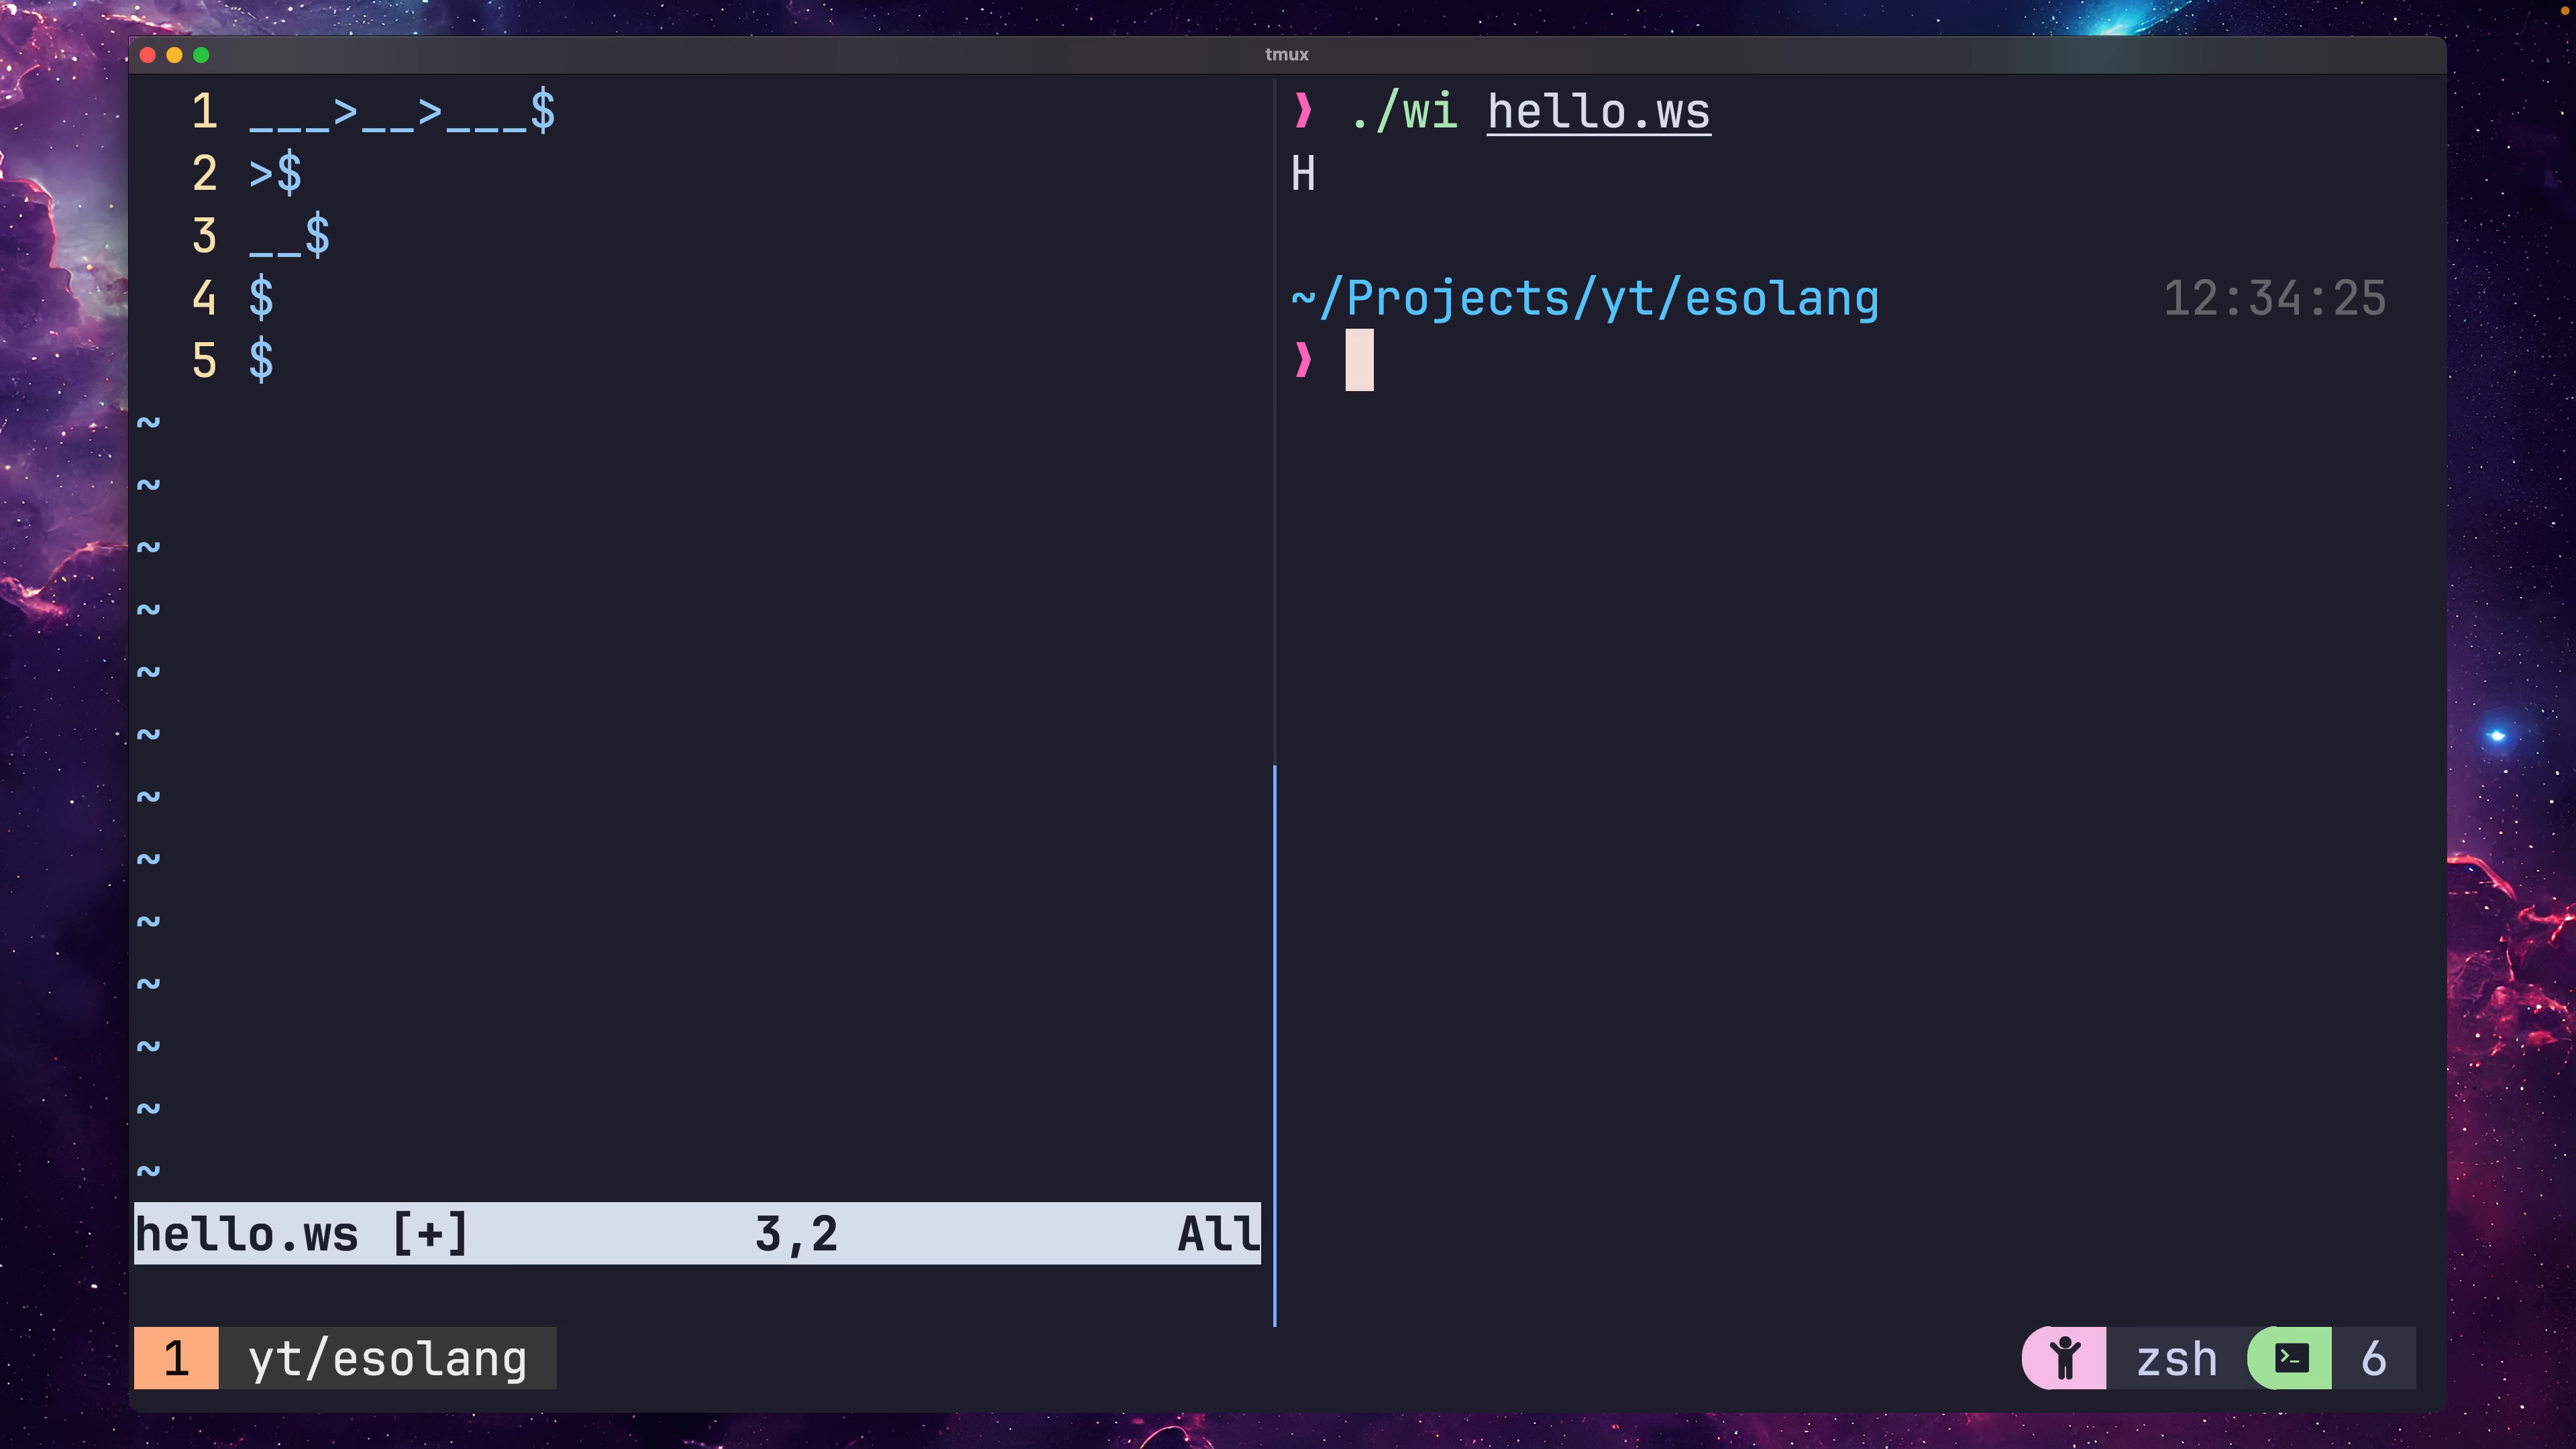 tmux
1 ___>__>___$
2 >$
3 __$
4 $
5 $
~
~
~
~
~
~
~
~
~
~
~
~
~
hello.ws [+] 3,2 All
❱ ./wi hello.ws
H
~/Projects/yt/esolang 12:34:25
❱
1 yt/esolang
zsh 6